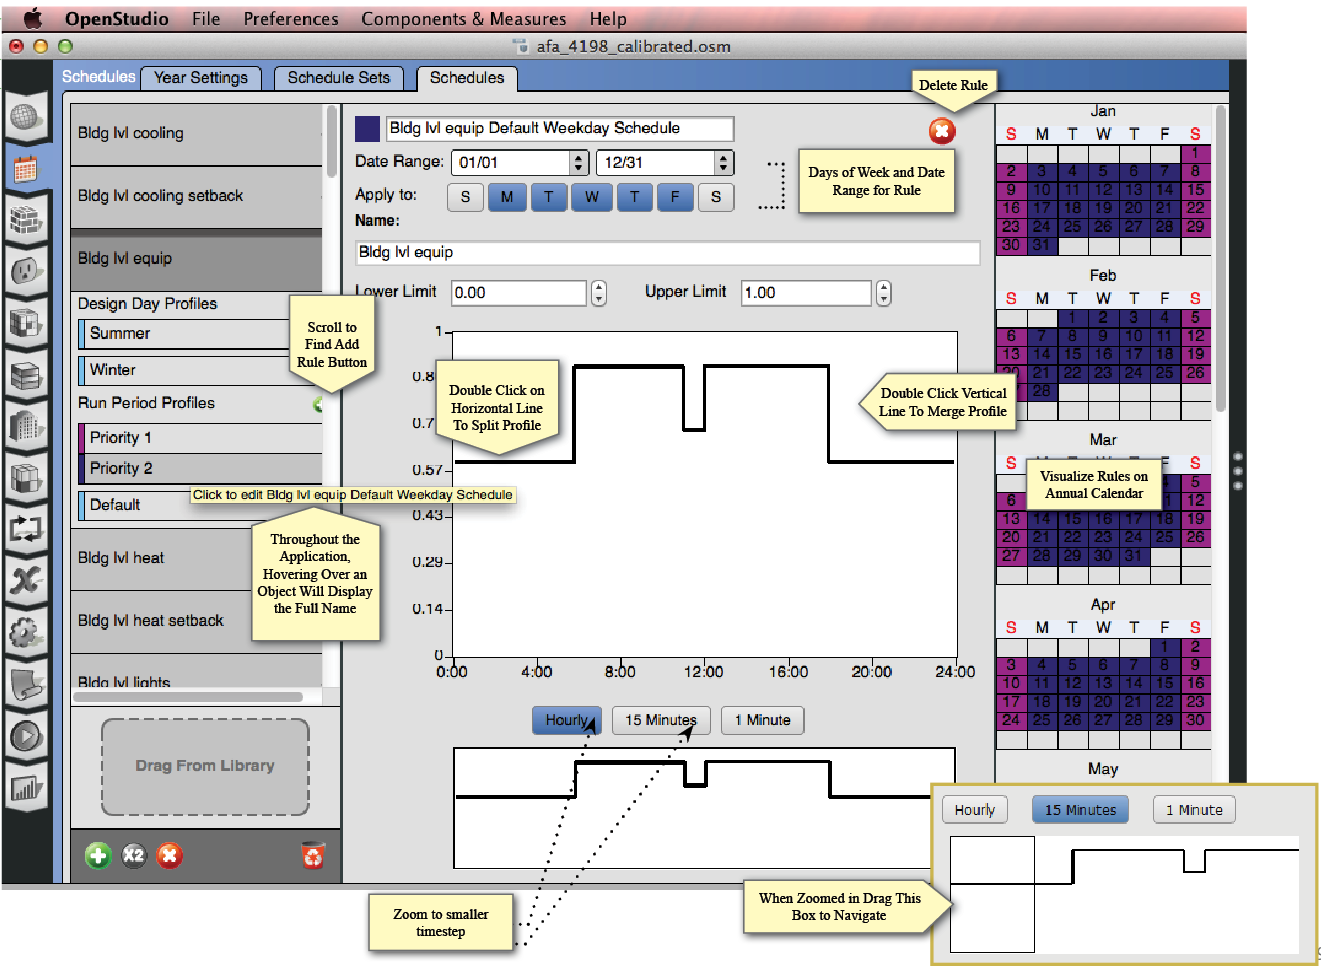 OpenStudio File Preferences Components & Measures Help
afa_4198_calibrated.osm
Schedules Year Settings Schedule Sets Schedules
Bldg lvl cooling
Bldg lvl cooling setback
Bldg lvl equip
Design Day Profiles
Summer
Winter
Run Period Profiles
Priority 1
Priority 2
Default
Click to edit Bldg lvl equip Default Weekday Schedule
Bldg lvl heat
Bldg lvl heat setback
Bldg lvl lights
Drag From Library
X2
Scroll to
Find Add
Rule Button
Throughout the
Application,
Hovering Over an
Object Will Display
the Full Name
Bldg lvl equip Default Weekday Schedule
Date Range: 01/01 12/31
Apply to: S M T W T F S
Name:
Bldg lvl equip
Lower Limit 0.00 Upper Limit 1.00
Delete Rule
Days of Week and Date
Range for Rule
1
0.8
0.7
0.57
0.43
0.29
0.14
0
0:00 4:00 8:00 12:00 16:00 20:00 24:00
Double Click on
Horizontal Line
To Split Profile
Double Click Vertical
Line To Merge Profile
Hourly 15 Minutes 1 Minute
Zoom to smaller
timestep
Jan
S M T W T F S
1
2 3 4 5 6 7 8
9 10 11 12 13 14 15
16 17 18 19 20 21 22
23 24 25 26 27 28 29
30 31
Feb
S M T W T F S
1 2 3 4 5
6 7 8 9 10 11 12
13 14 15 16 17 18 19
20 21 22 23 24 25 26
28
Mar
S S
Visualize Rules on
Annual Calendar
5
6 12
13 14 15 16 17 18 19
20 21 22 23 24 25 26
27 28 29 30 31
Apr
S M T W T F S
1 2
3 4 5 6 7 8 9
10 11 12 13 14 15 16
17 18 19 20 21 22 23
24 25 26 27 28 29 30
May
Hourly 15 Minutes 1 Minute
When Zoomed in Drag This
Box to Navigate